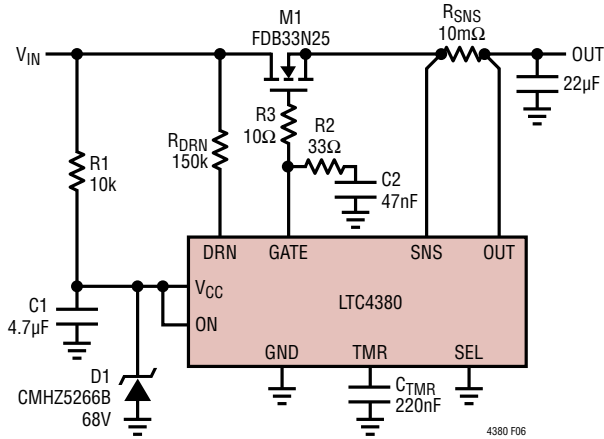 M1
FDB33N25
RSNS
10mΩ
VIN
OUT
22µF
R1
10k
RDRN
150k
R3
10Ω
R2
33Ω
C2
47nF
DRN
GATE
SNS
OUT
VCC
ON
LTC4380
GND
TMR
SEL
C1
4.7µF
D1
CMHZ5266B
68V
CTMR
220nF
4380 F06